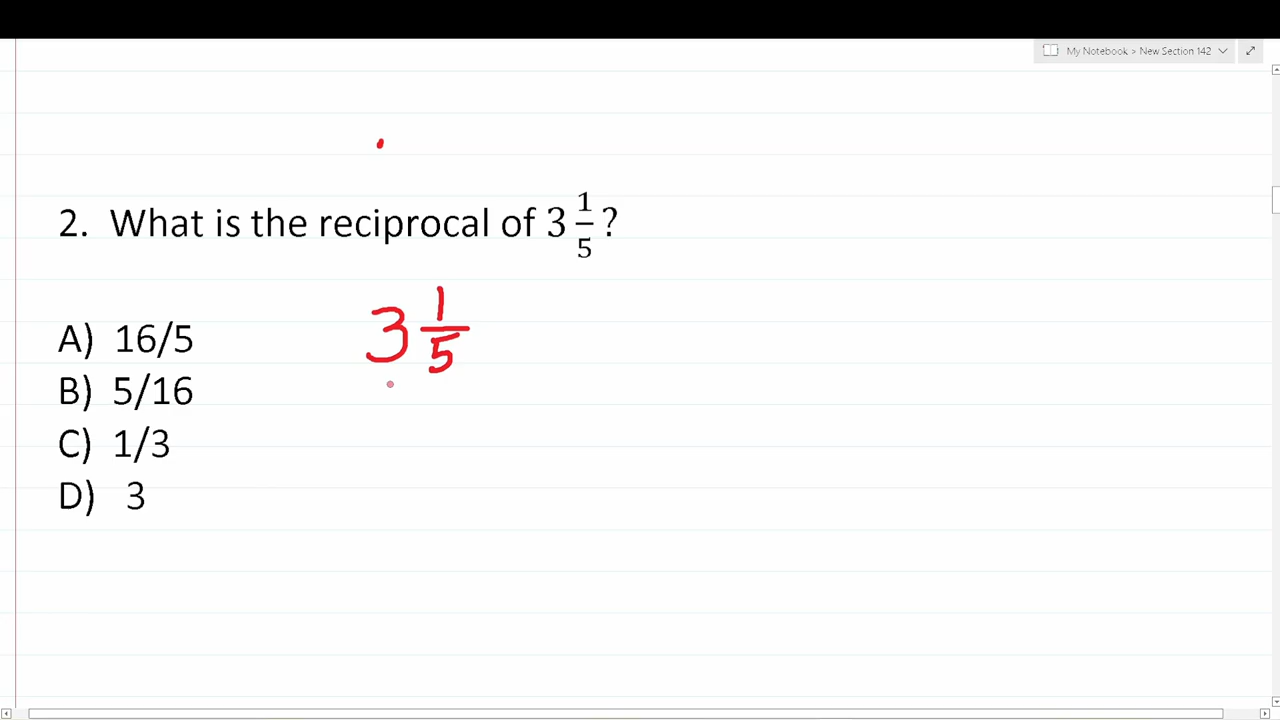 My Notebook > New Section 142
2. What is the reciprocal of 3 1/5?
3 1/5
A) 16/5
B) 5/16
C) 1/3
D) 3